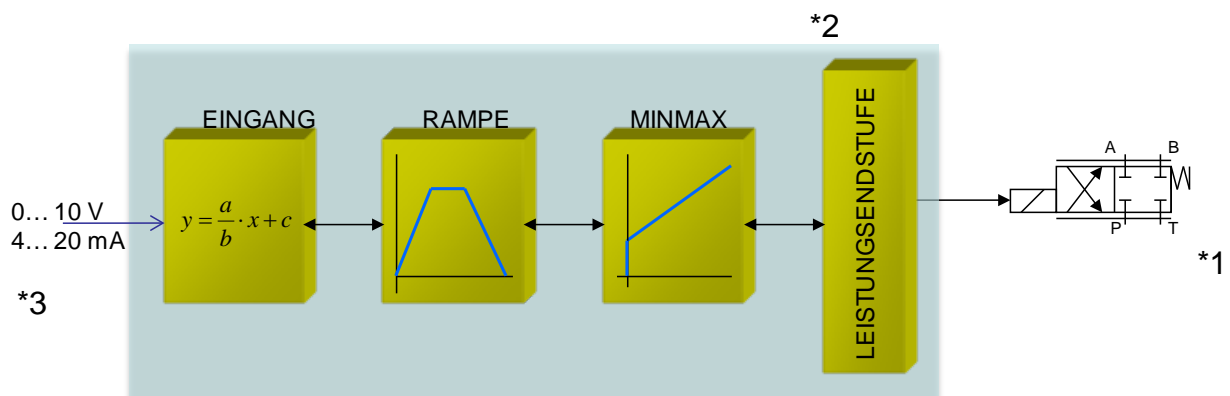 *2
EINGANG
RAMPE
MINMAX
LEISTUNGSENDSTUFE
A
B
0... 10 V
4... 20 mA
y = a/b · x + c
P
T
*1
*3